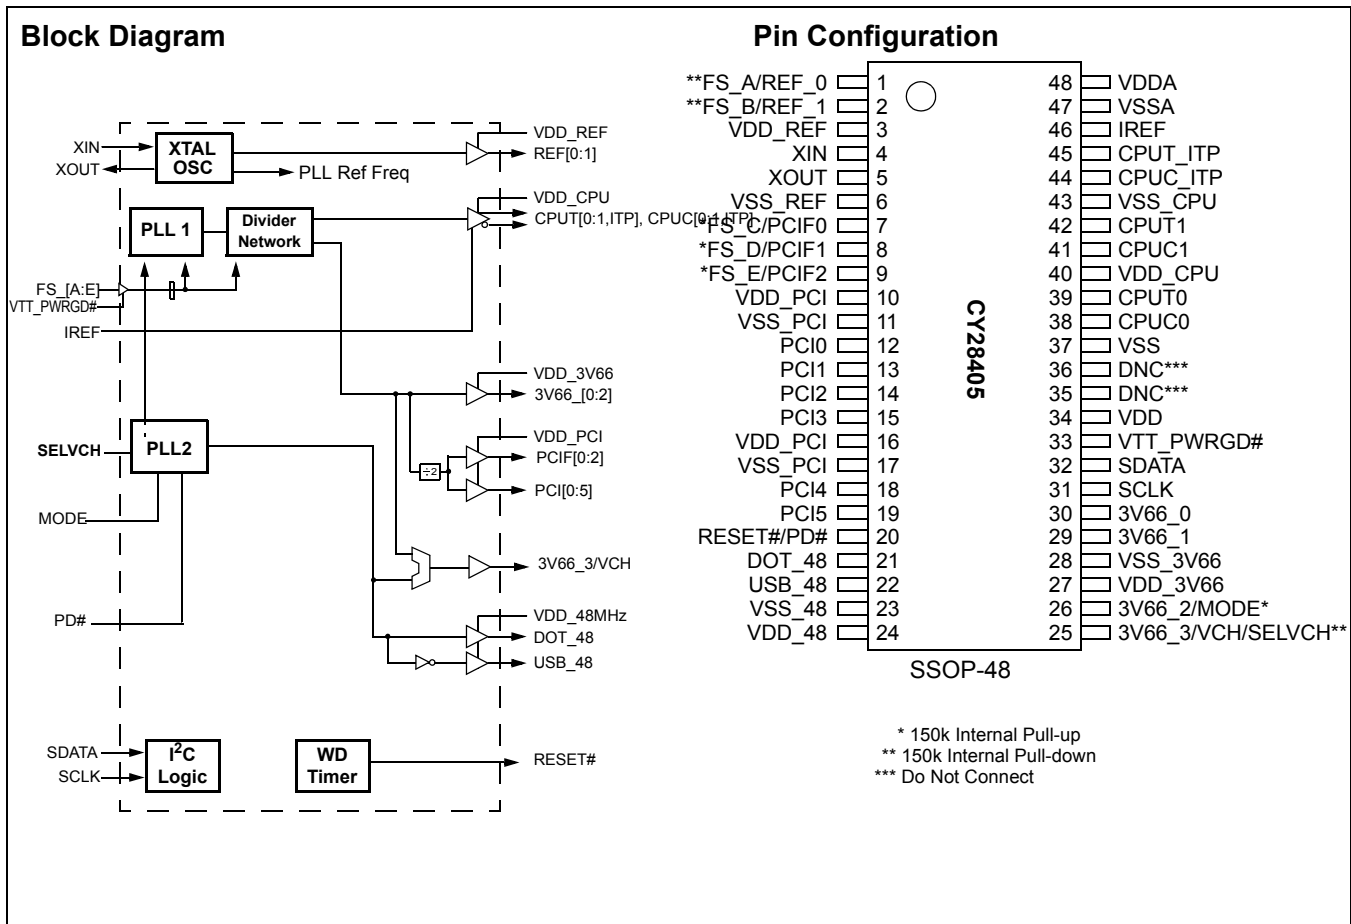 Block Diagram
XIN
XOUT
XTAL
OSC
PLL Ref Freq
VDD_REF
REF[0:1]
PLL 1
Divider
Network
VDD_CPU
CPUT[0:1,ITP], CPUC[0:1,ITP]
FS_[A:E]
VTT_PWRGD#
IREF
VDD_3V66
3V66_[0:2]
SELVCH
PLL2
VDD_PCI
PCIF[0:2]
÷2
PCI[0:5]
MODE
3V66_3/VCH
PD#
VDD_48MHz
DOT_48
USB_48
SDATA
SCLK
I2C
Logic
WD
Timer
RESET#
Pin Configuration
**FS_A/REF_0 1
**FS_B/REF_1 2
VDD_REF 3
XIN 4
XOUT 5
VSS_REF 6
*FS_C/PCIF0 7
*FS_D/PCIF1 8
*FS_E/PCIF2 9
VDD_PCI 10
VSS_PCI 11
PCI0 12
PCI1 13
PCI2 14
PCI3 15
VDD_PCI 16
VSS_PCI 17
PCI4 18
PCI5 19
RESET#/PD# 20
DOT_48 21
USB_48 22
VSS_48 23
VDD_48 24
CY28405
48 VDDA
47 VSSA
46 IREF
45 CPUT_ITP
44 CPUC_ITP
43 VSS_CPU
42 CPUT1
41 CPUC1
40 VDD_CPU
39 CPUT0
38 CPUC0
37 VSS
36 DNC***
35 DNC***
34 VDD
33 VTT_PWRGD#
32 SDATA
31 SCLK
30 3V66_0
29 3V66_1
28 VSS_3V66
27 VDD_3V66
26 3V66_2/MODE*
25 3V66_3/VCH/SELVCH**
SSOP-48
* 150k Internal Pull-up
** 150k Internal Pull-down
*** Do Not Connect